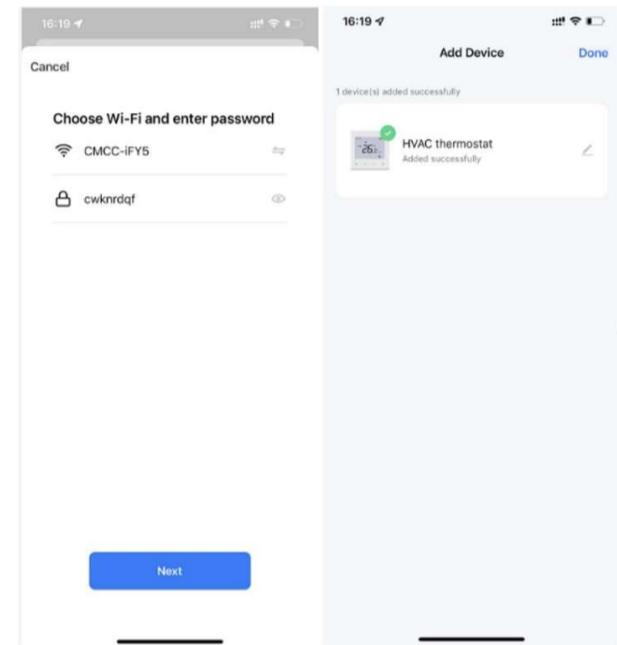 16:19
Cancel
Choose Wi-Fi and enter password
CMCC-iFY5
cwknrdqf
Next
16:19
Add Device
Done
1 device(s) added successfully
HVAC thermostat
Added successfully